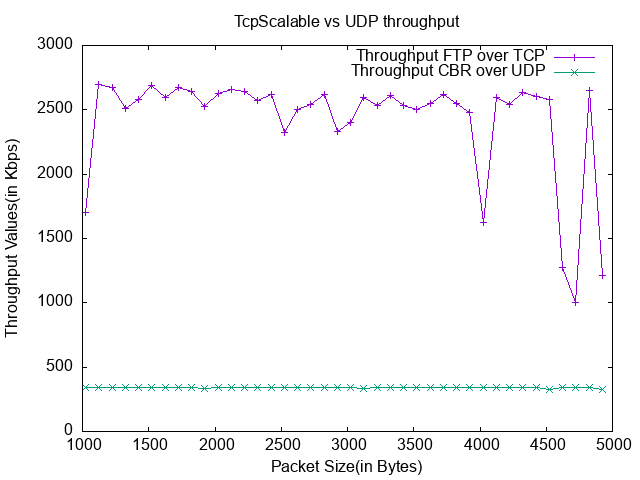 TcpScalable vs UDP throughput
Throughput FTP over TCP
Throughput CBR over UDP
Throughput Values(in Kbps)
3000
2500
2000
1500
1000
500
0
1000 1500 2000 2500 3000 3500 4000 4500 5000
Packet Size(in Bytes)